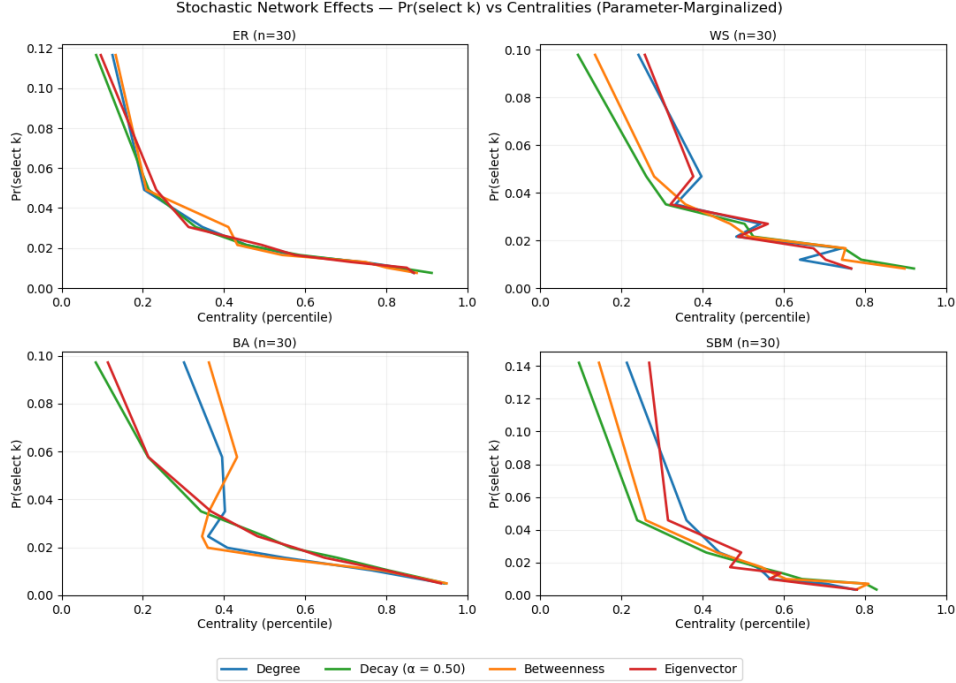 Stochastic Network Effects — Pr(select k) vs Centralities (Parameter-Marginalized)
ER (n=30)
0.12
0.10
0.08
0.06
0.04
0.02
0.00
Pr(select k)
0.0 0.2 0.4 0.6 0.8 1.0
Centrality (percentile)
WS (n=30)
0.10
0.08
0.06
0.04
0.02
0.00
Pr(select k)
0.0 0.2 0.4 0.6 0.8 1.0
Centrality (percentile)
BA (n=30)
0.10
0.08
0.06
0.04
0.02
0.00
Pr(select k)
0.0 0.2 0.4 0.6 0.8 1.0
Centrality (percentile)
SBM (n=30)
0.14
0.12
0.10
0.08
0.06
0.04
0.02
0.00
Pr(select k)
0.0 0.2 0.4 0.6 0.8 1.0
Centrality (percentile)
Degree Decay (α = 0.50) Betweenness Eigenvector